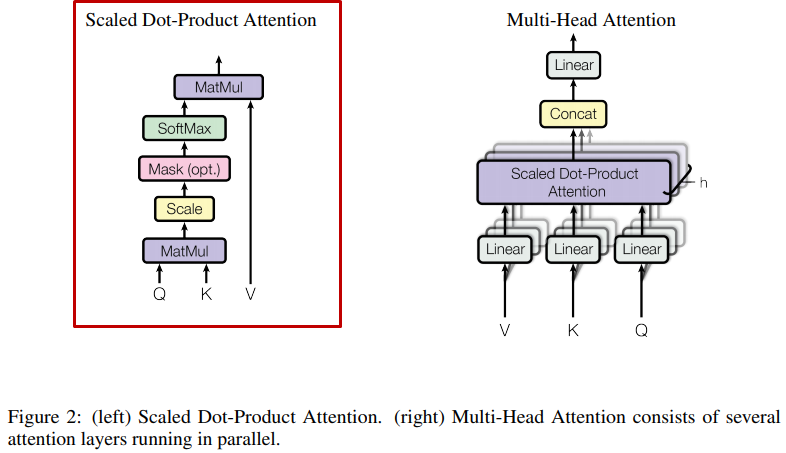 Scaled Dot-Product Attention
MatMul
SoftMax
Mask (opt.)
Scale
MatMul
Q K V
Multi-Head Attention
Linear
Concat
Scaled Dot-Product
Attention
h
Linear Linear Linear
V K Q
Figure 2: (left) Scaled Dot-Product Attention. (right) Multi-Head Attention consists of several
attention layers running in parallel.